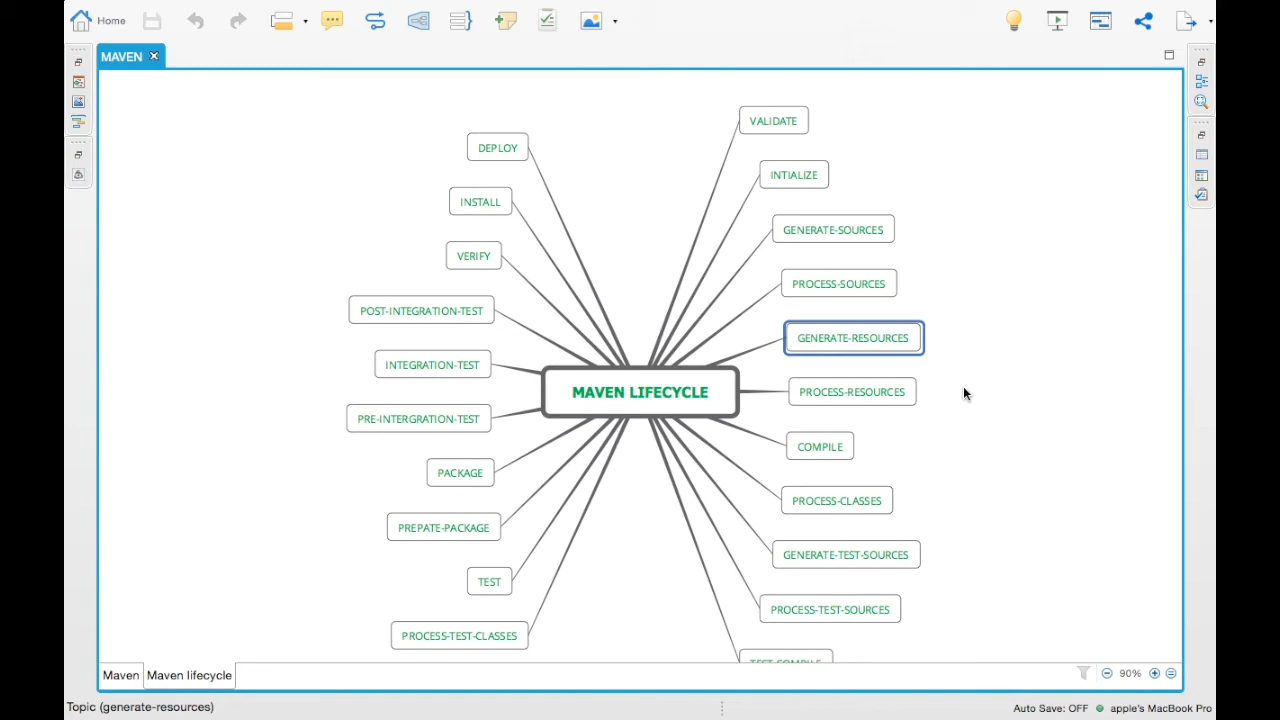 Home
MAVEN
VALIDATE
INTIALIZE
GENERATE-SOURCES
PROCESS-SOURCES
GENERATE-RESOURCES
PROCESS-RESOURCES
COMPILE
PROCESS-CLASSES
GENERATE-TEST-SOURCES
PROCESS-TEST-SOURCES
TEST-COMPILE
MAVEN LIFECYCLE
DEPLOY
INSTALL
VERIFY
POST-INTEGRATION-TEST
INTEGRATION-TEST
PRE-INTERGRATION-TEST
PACKAGE
PREPATE-PACKAGE
TEST
PROCESS-TEST-CLASSES
Maven
Maven lifecycle
90%
Topic (generate-resources)
Auto Save: OFF
apple's MacBook Pro